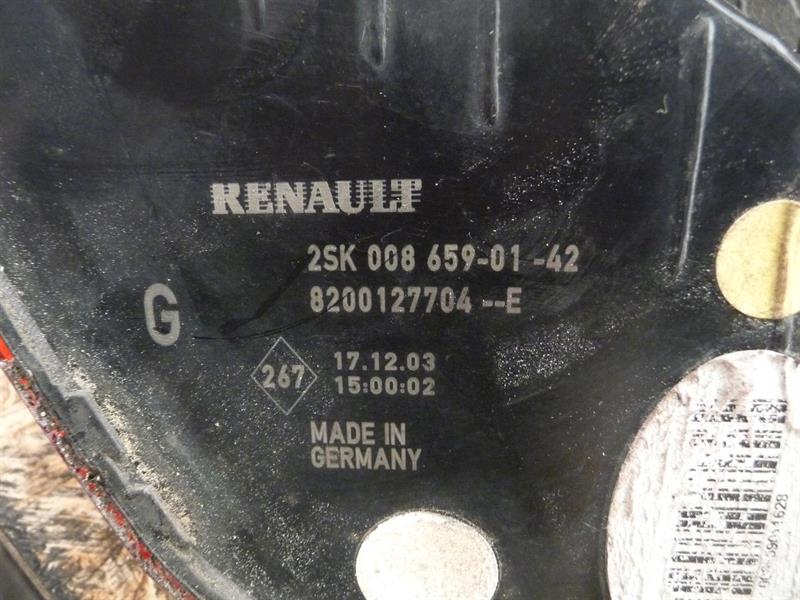 RENAULT
2SK 008 659-01-42
G
8200127704--E
267
17.12.03
15:00:02
MADE IN
GERMANY